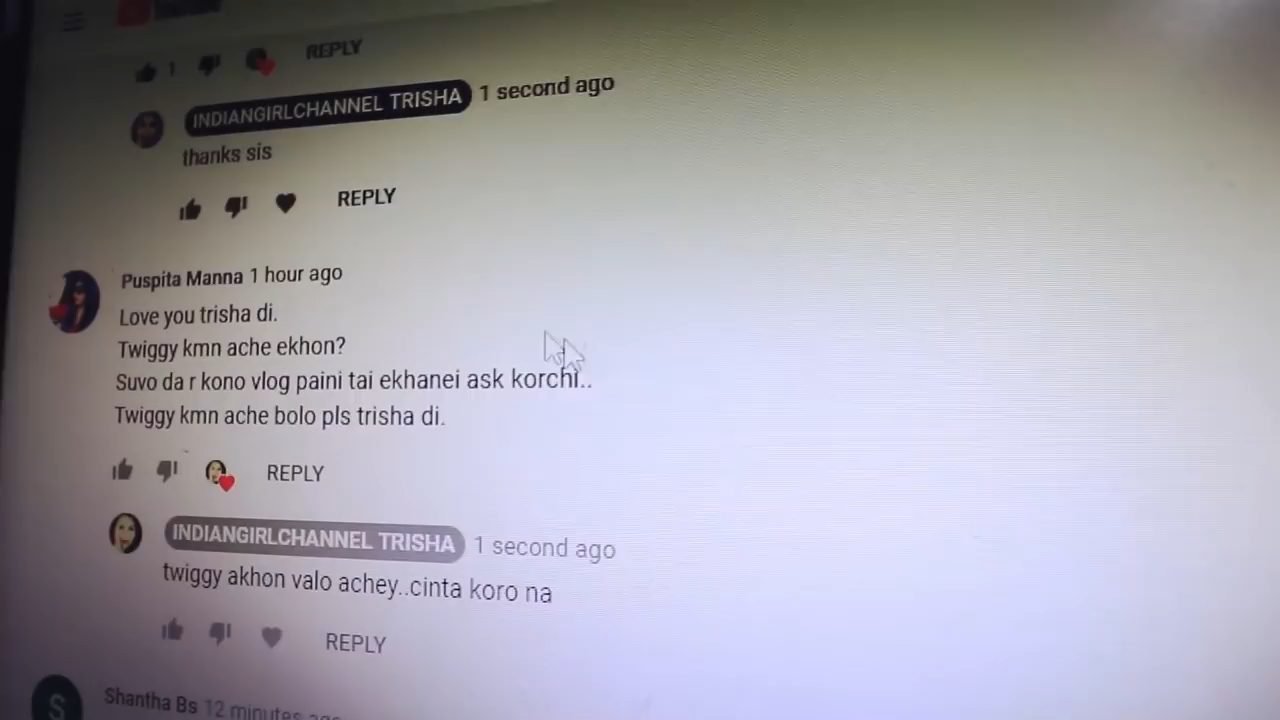 1 REPLY
INDIANGIRLCHANNEL TRISHA 1 second ago
thanks sis
REPLY
Puspita Manna 1 hour ago
Love you trisha di.
Twiggy kmn ache ekhon?
Suvo da r kono vlog paini tai ekhanei ask korchi..
Twiggy kmn ache bolo pls trisha di.
REPLY
INDIANGIRLCHANNEL TRISHA 1 second ago
twiggy akhon valo achey..cinta koro na
REPLY
S Shantha Bs 12 minutes ago